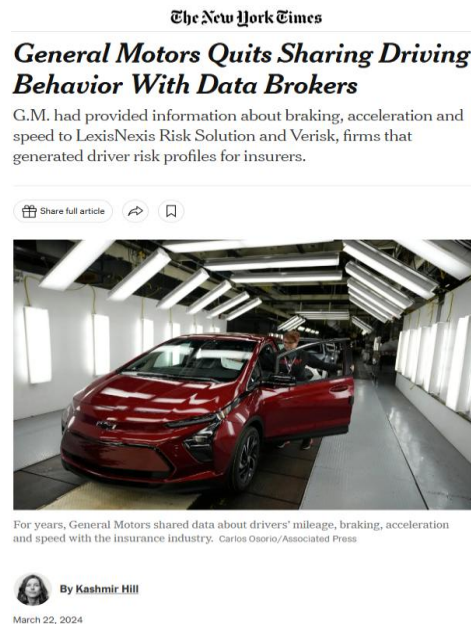 The New York Times
General Motors Quits Sharing Driving
Behavior With Data Brokers
G.M. had provided information about braking, acceleration and
speed to LexisNexis Risk Solution and Verisk, firms that
generated driver risk profiles for insurers.
Share full article
For years, General Motors shared data about drivers' mileage, braking, acceleration
and speed with the insurance industry. Carlos Osorio/Associated Press
By Kashmir Hill
March 22, 2024